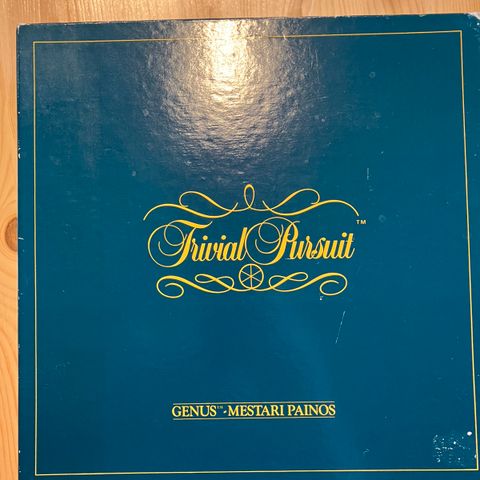 Trivial Pursuit™
GENUS™-MESTARI PAINOS